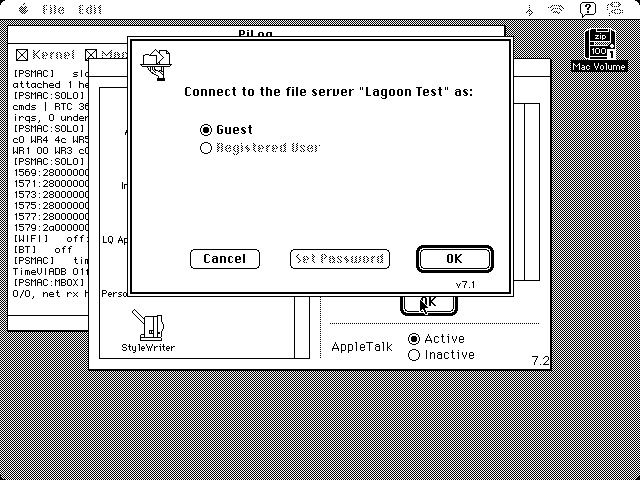 File Edit
PiLog
Kernel
zip
100
1
Mac Volume
[PSMAC]
attached 1 he
[PSMAC:SOLO]
cmds | RTC 36
irqs, 0 under
[PSMAC:SOLO]
c0 WR4 4c WR5
WR1 00 WR3 c0
[PSMAC:SOLO]
1569:28000000
1571:28000000
1573:28000000
1575:28000000
1577:28000000
1579:2a000000
[WIFI] off:
[BT] off
[PSMAC] tim
TimeVIADB 01f
[PSMAC:MBOX]
0/0, net rx h
LQ Ap
Perso
StyleWriter
Connect to the file server "Lagoon Test" as:
Guest
Registered User
Cancel
Set Password
OK
v7.1
OK
AppleTalk
Active
Inactive
7.2